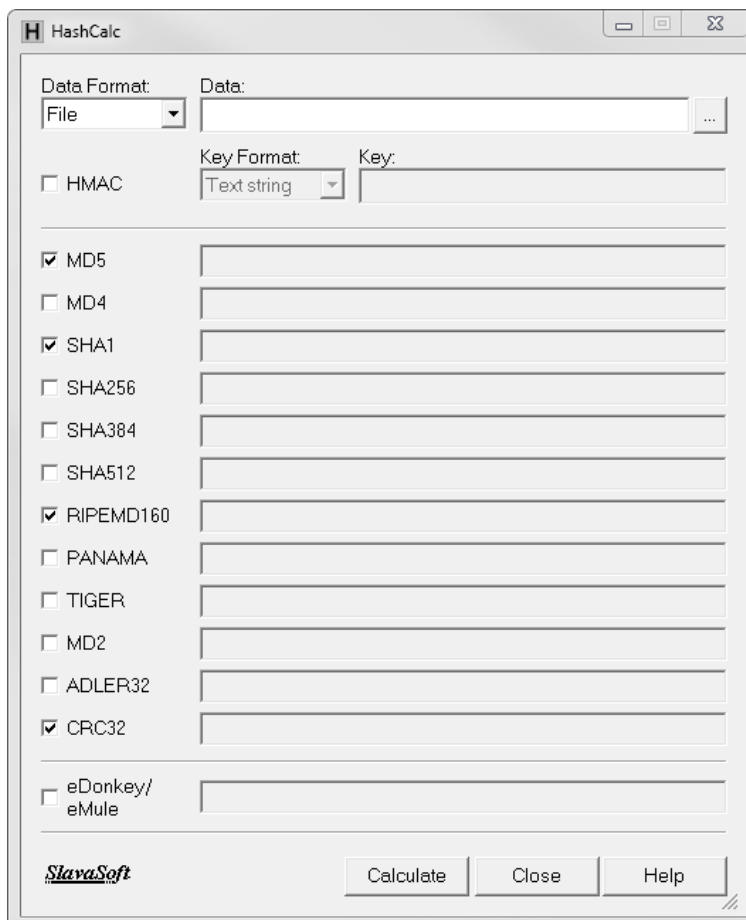 H HashCalc
Data Format: Data:
File ...
Key Format: Key:
HMAC Text string
MD5
MD4
SHA1
SHA256
SHA384
SHA512
RIPEMD160
PANAMA
TIGER
MD2
ADLER32
CRC32
eDonkey/
eMule
SlavaSoft Calculate Close Help